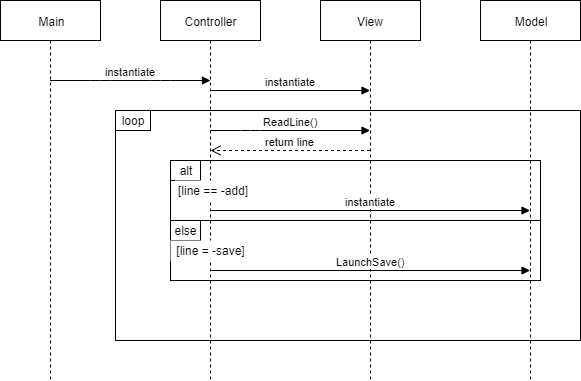 Main
Controller
View
Model
instantiate
instantiate
loop
ReadLine()
return line
alt
[line == -add]
instantiate
else
[line = -save]
LaunchSave()